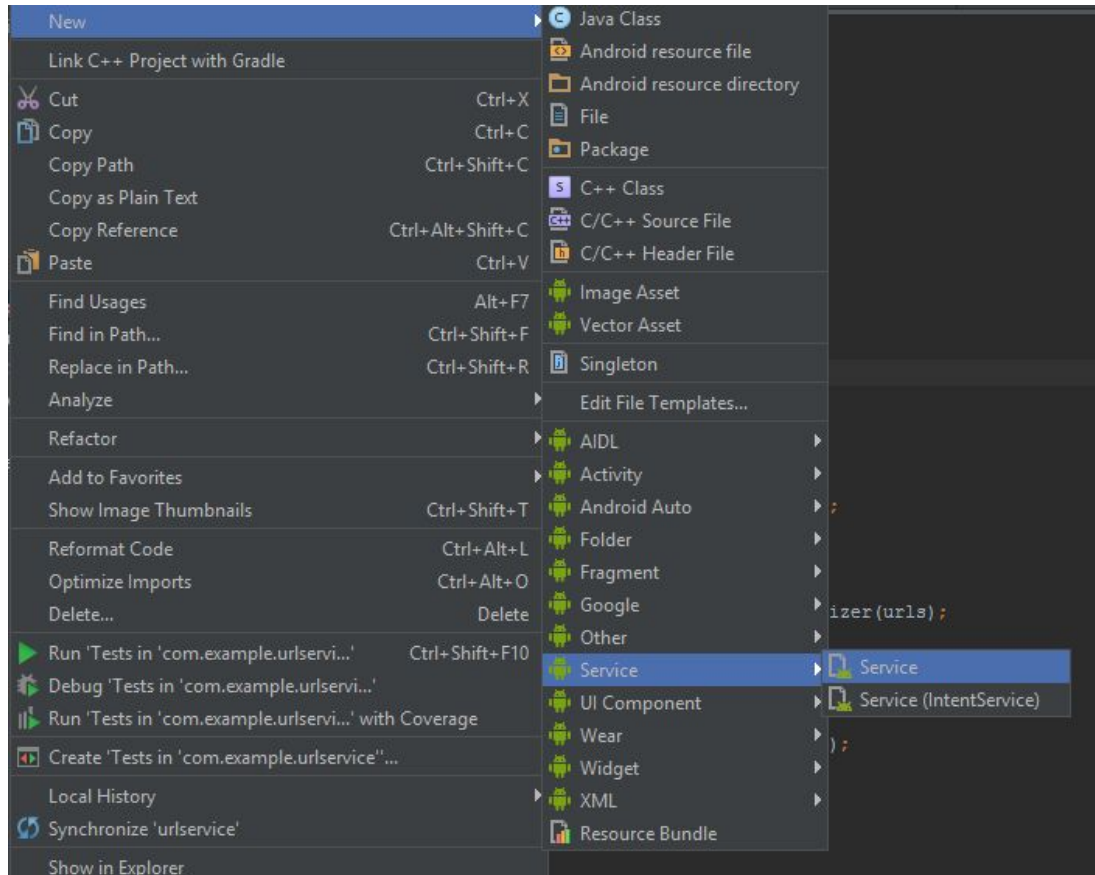 New
Link C++ Project with Gradle
Cut Ctrl+X
Copy Ctrl+C
Copy Path Ctrl+Shift+C
Copy as Plain Text
Copy Reference Ctrl+Alt+Shift+C
Paste Ctrl+V
Find Usages Alt+F7
Find in Path... Ctrl+Shift+F
Replace in Path... Ctrl+Shift+R
Analyze
Refactor
Add to Favorites
Show Image Thumbnails Ctrl+Shift+T
Reformat Code Ctrl+Alt+L
Optimize Imports Ctrl+Alt+O
Delete... Delete
Run 'Tests in 'com.example.urlservi...' Ctrl+Shift+F10
Debug 'Tests in 'com.example.urlservi...'
Run 'Tests in 'com.example.urlservi...' with Coverage
Create 'Tests in 'com.example.urlservice''...
Local History
Synchronize 'urlservice'
Show in Explorer
Java Class
Android resource file
Android resource directory
File
Package
S C++ Class
C/C++ Source File
h C/C++ Header File
Image Asset
Vector Asset
Singleton
Edit File Templates...
AIDL
Activity
Android Auto
Folder
Fragment
Google
Other
Service
UI Component
Wear
Widget
XML
Resource Bundle
Service
Service (IntentService)
;
izer(urls);
);